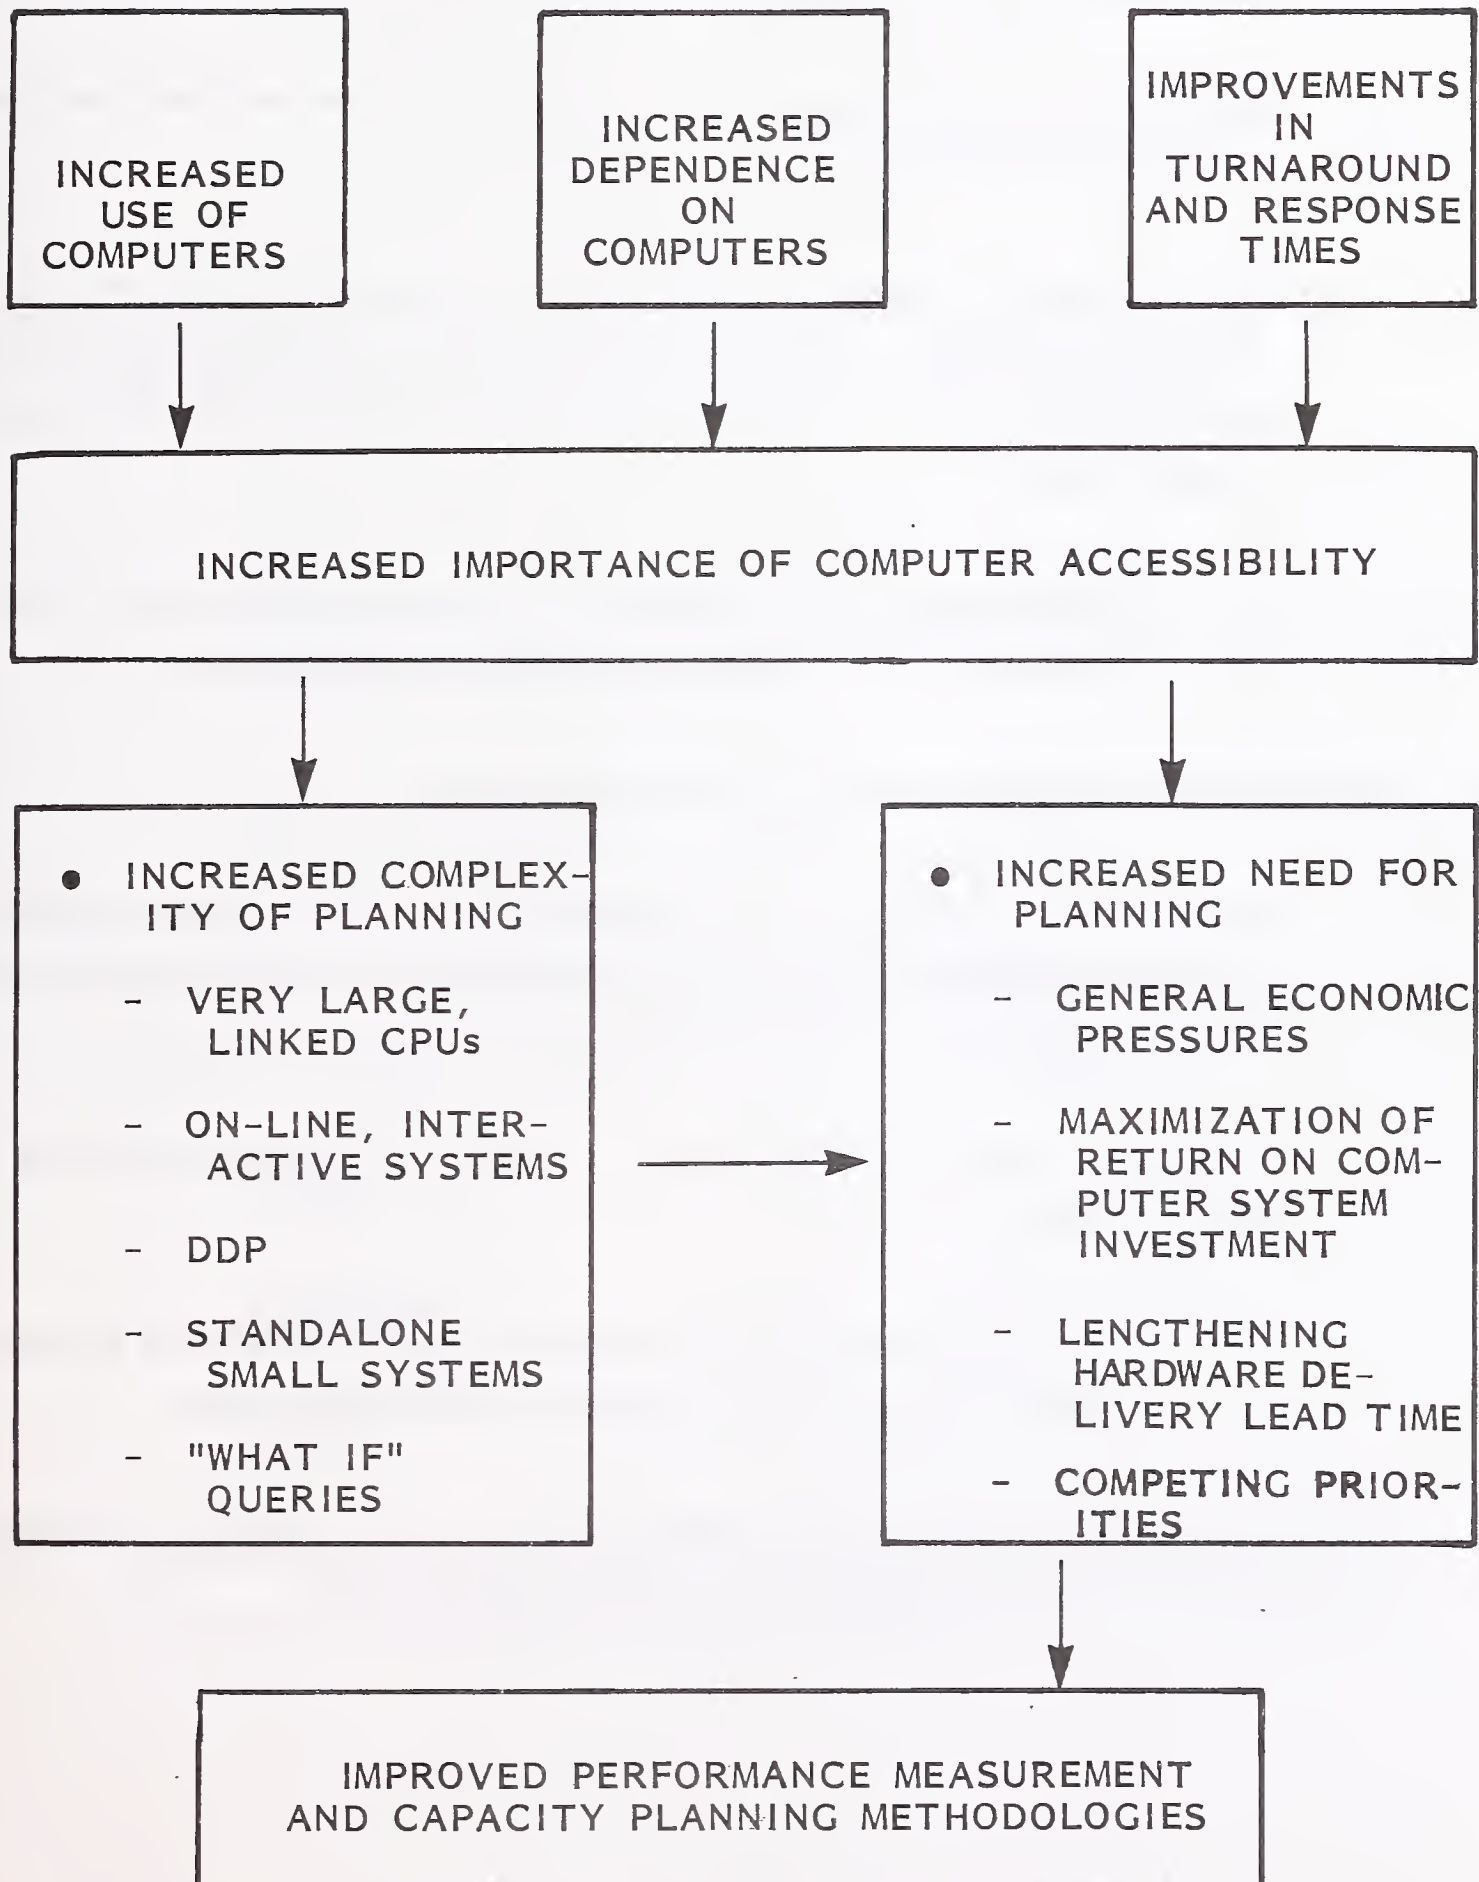 INCREASED
USE OF
COMPUTERS
INCREASED
DEPENDENCE
ON
COMPUTERS
IMPROVEMENTS
IN
TURNAROUND
AND RESPONSE
TIMES
INCREASED IMPORTANCE OF COMPUTER ACCESSIBILITY
• INCREASED COMPLEX-
ITY OF PLANNING
- VERY LARGE,
LINKED CPUs
- ON-LINE, INTER-
ACTIVE SYSTEMS
- DDP
- STANDALONE
SMALL SYSTEMS
- "WHAT IF"
QUERIES
• INCREASED NEED FOR
PLANNING
- GENERAL ECONOMIC
PRESSURES
- MAXIMIZATION OF
RETURN ON COM-
PUTER SYSTEM
INVESTMENT
- LENGTHENING
HARDWARE DE-
LIVERY LEAD TIME
- COMPETING PRIOR-
ITIES
IMPROVED PERFORMANCE MEASUREMENT
AND CAPACITY PLANNING METHODOLOGIES